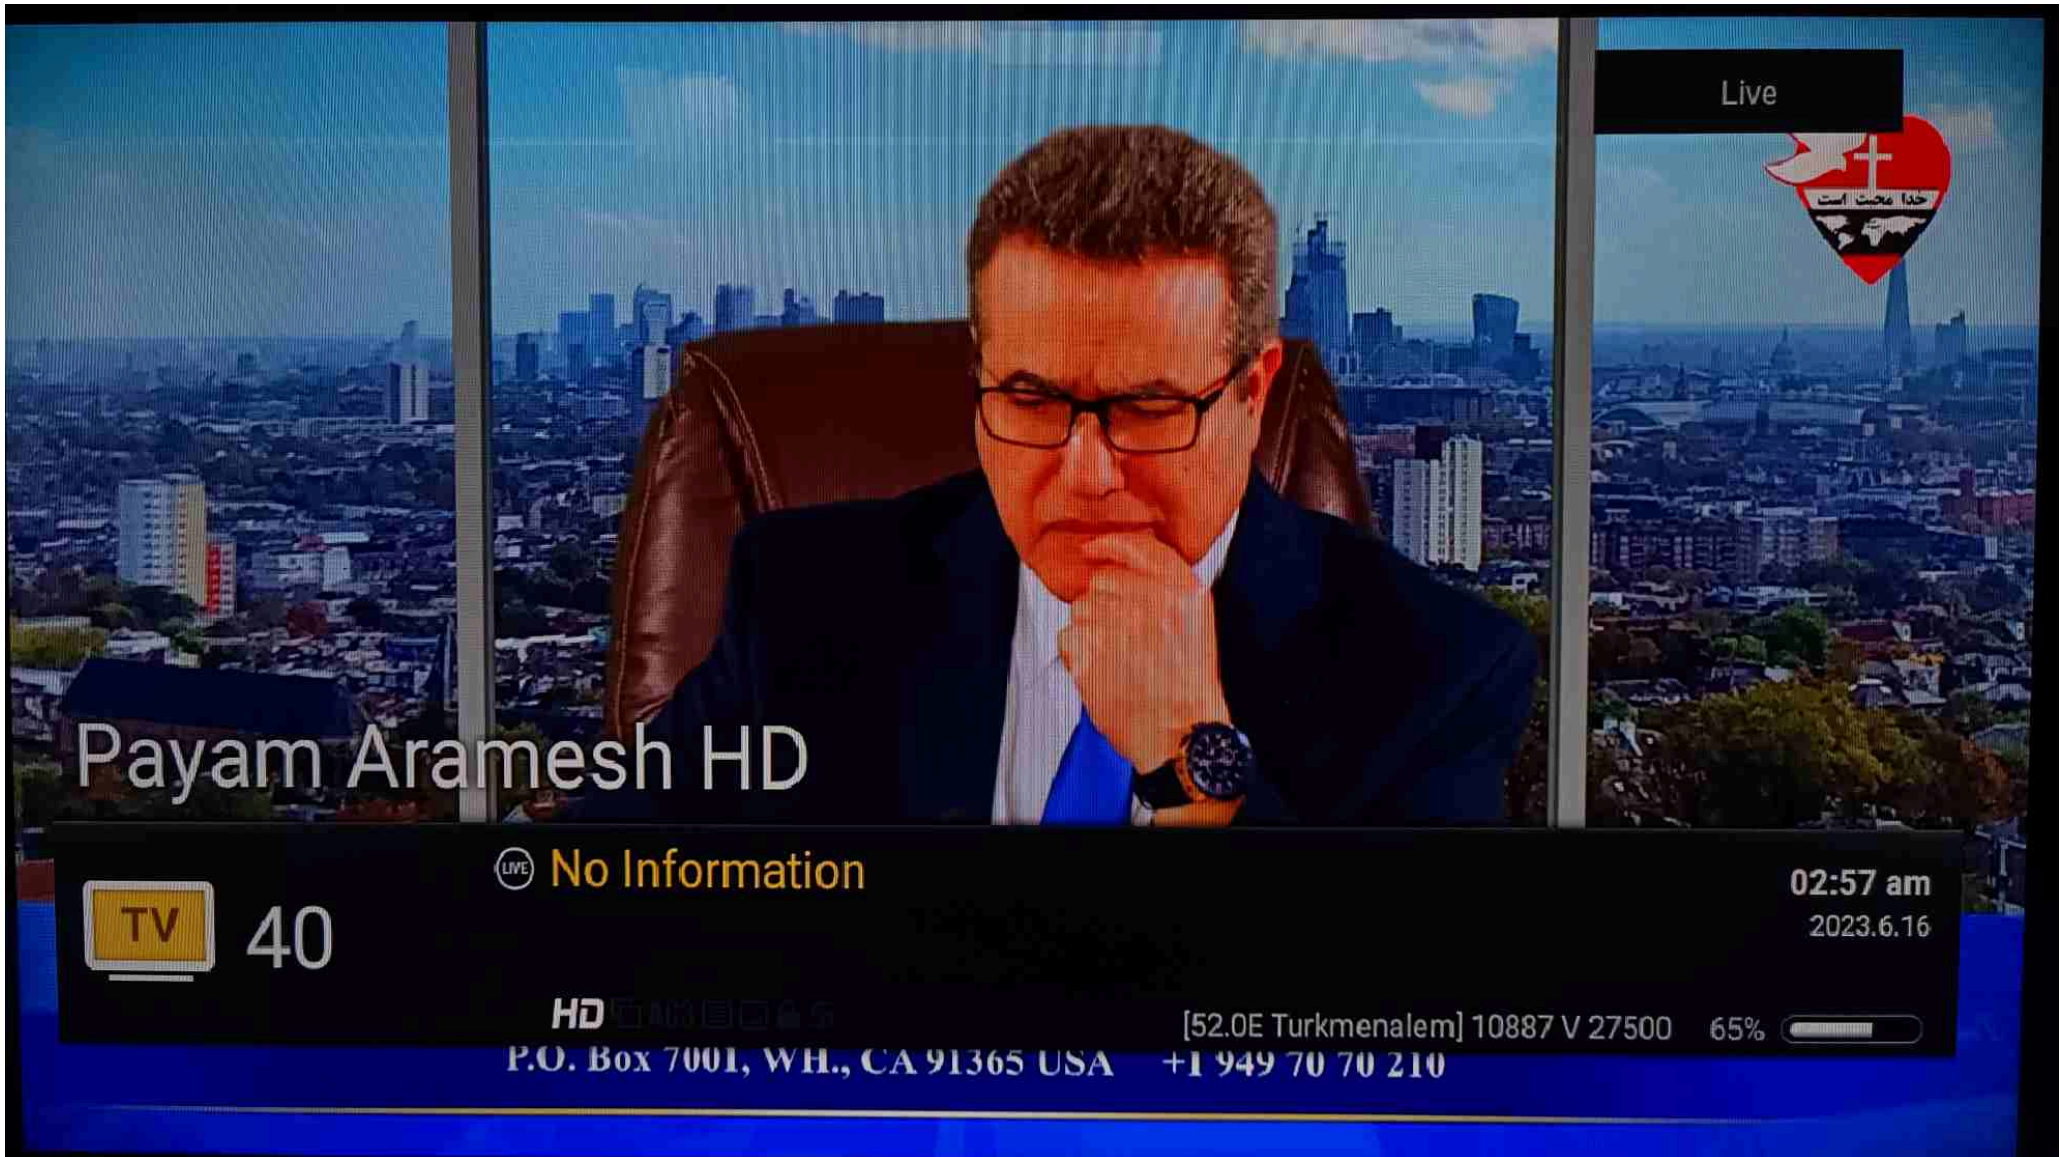 Live
خدا محبت است
Payam Aramesh HD
LIVE No Information
02:57 am
TV 40
2023.6.16
HD
[52.0E Turkmenalem] 10887 V 27500 65%
P.O. Box 7001, WH., CA 91365 USA +1 949 70 70 210